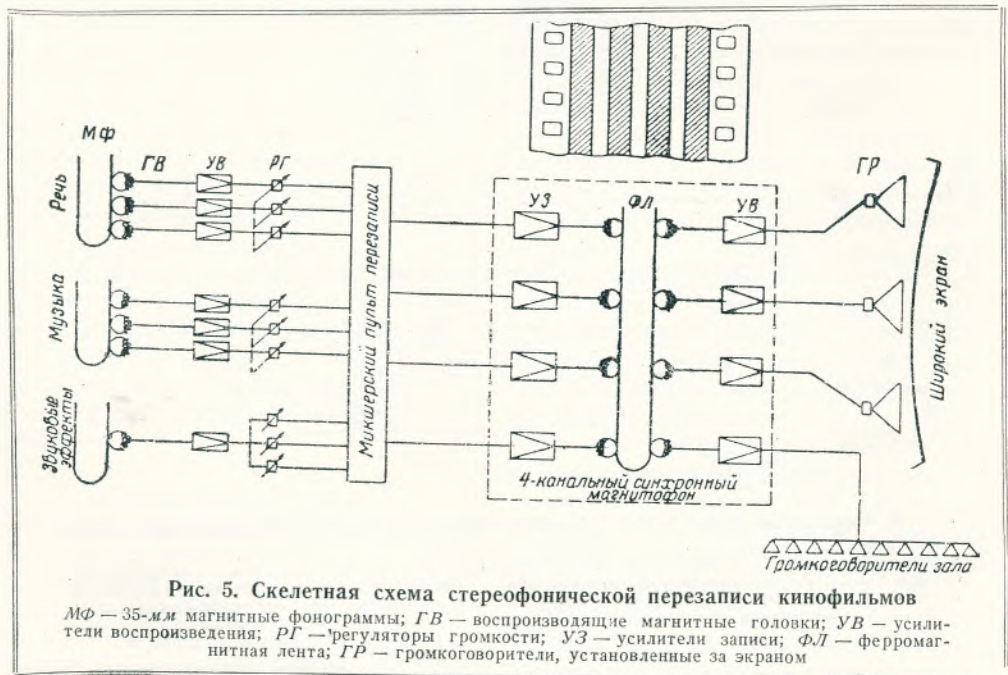 МФ
ГВ
УВ
РГ
Речь
Музыка
Звуковые
эффекты
Микшерский пульт перезаписи
УЗ
ФЛ
УВ
4-канальный синхронный
магнитофон
ГР
Широкий экран
Громкоговорители зала
Рис. 5. Скелетная схема стереофонической перезаписи кинофильмов
МФ — 35-мм магнитные фонограммы; ГВ — воспроизводящие магнитные головки; УВ — усили-
тели воспроизведения; РГ — регуляторы громкости; УЗ — усилители записи; ФЛ — ферромаг-
нитная лента; ГР — громкоговорители, установленные за экраном